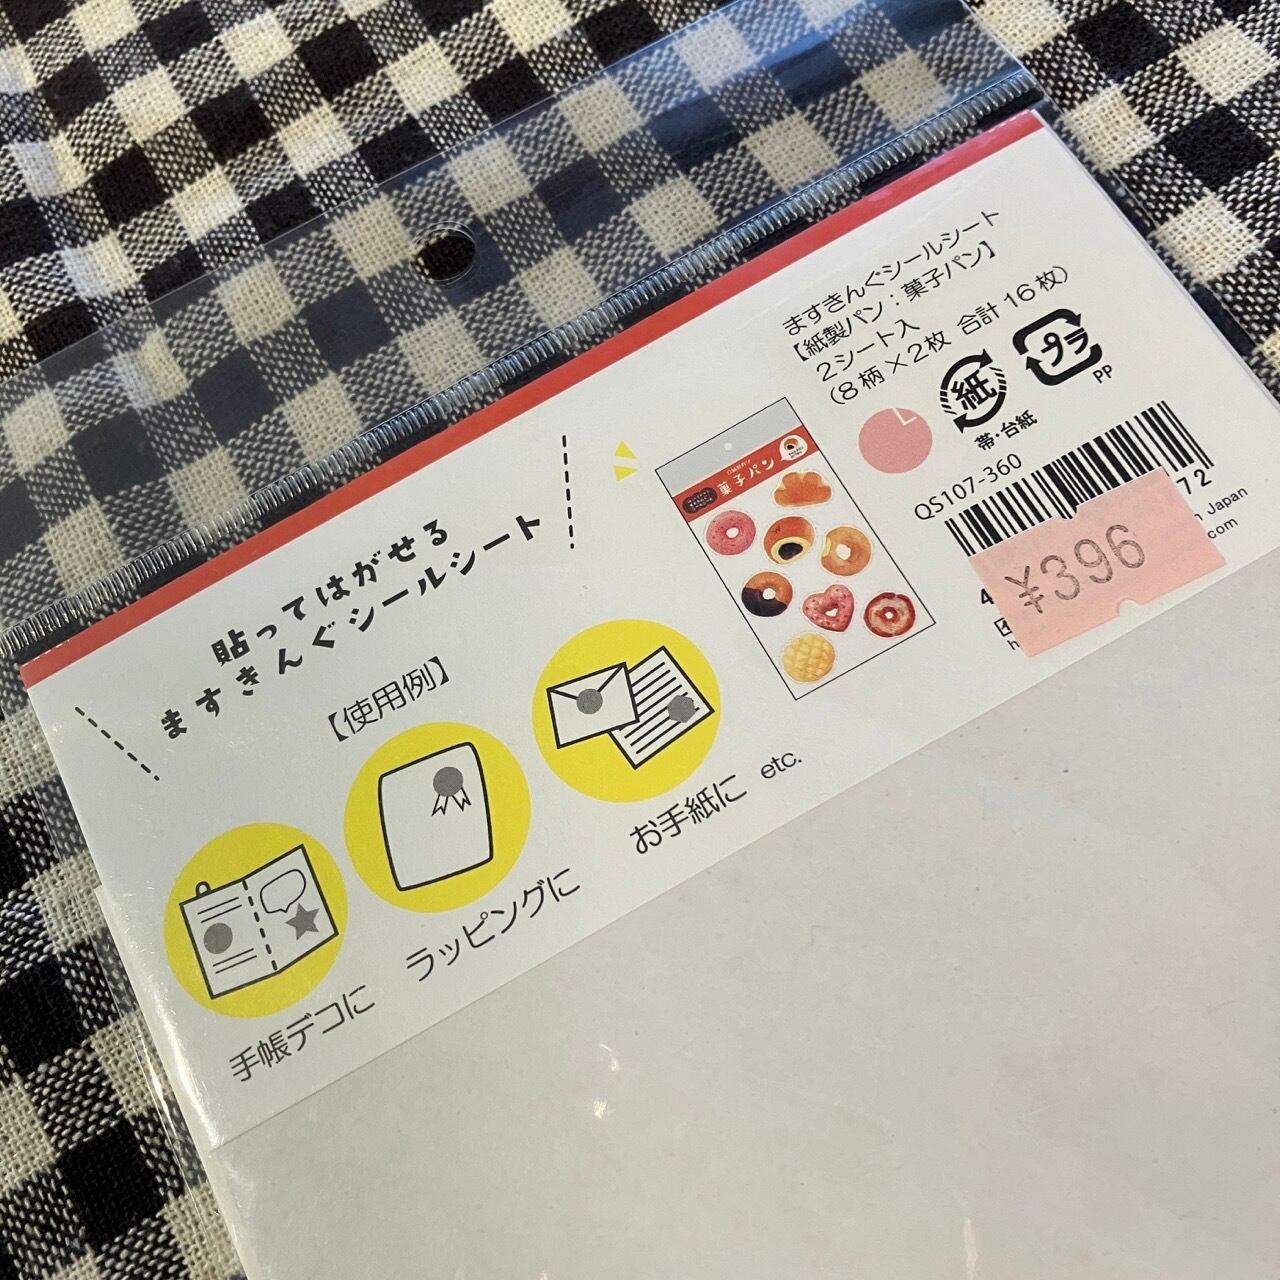 ますきんぐシールシート
【紙製パン：菓子パン】
2シート入
（8柄×2枚 合計16枚）
紙
帯・台紙
プラ
PP
QS107-360
72
¥396
4
Japan
com
菓子パン
貼ってはがせる
ますきんぐシールシート
【使用例】
手帳デコに
ラッピングに
お手紙に etc.